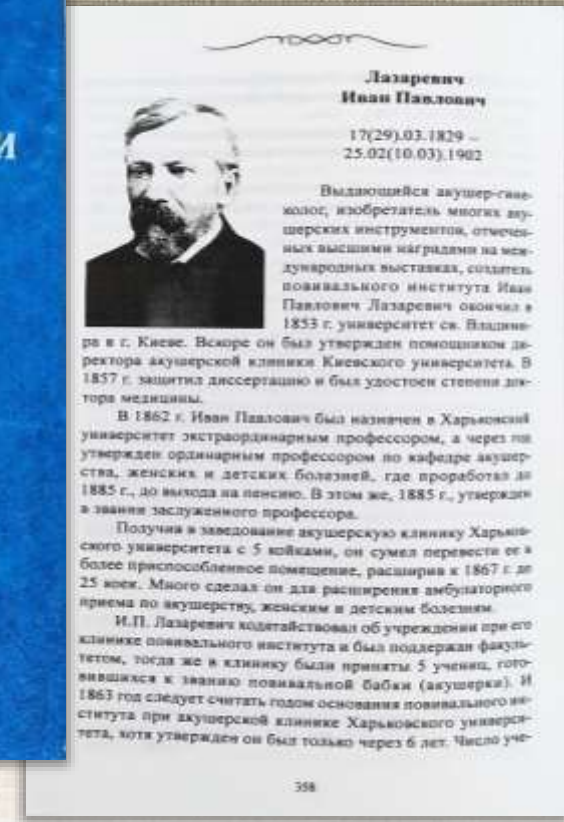 и
Лазаревич
Иван Павлович
17(29).03.1829 –
25.02(10.03).1902
Выдающийся акушер-гине-
колог, изобретатель многих аку-
шерских инструментов, отмечен-
ных высшими наградами на меж-
дународных выставках, создатель
повивального института Иван
Павлович Лазаревич окончил в
1853 г. университет св. Владими-
ра в г. Киеве. Вскоре он был утвержден помощником ди-
ректора акушерской клиники Киевского университета. В
1857 г. защитил диссертацию и был удостоен степени док-
тора медицины.
В 1862 г. Иван Павлович был назначен в Харьковский
университет экстраординарным профессором, а через год
утвержден ординарным профессором по кафедре акушер-
ства, женских и детских болезней, где проработал до
1885 г., до выхода на пенсию. В этом же, 1885 г., утвержден
в звании заслуженного профессора.
Получив в заведование акушерскую клинику Харьков-
ского университета с 5 койками, он сумел перевести ее в
более приспособленное помещение, расширив к 1867 г. до
25 коек. Много сделал он для расширения амбулаторного
приема по акушерству, женским и детским болезням.
И.П. Лазаревич ходатайствовал об учреждении при его
клинике повивального института и был поддержан факуль-
тетом, тогда же в клинику были приняты 5 учениц, гото-
вившихся к званию повивальной бабки (акушерки). И
1863 год следует считать годом основания повивального ин-
ститута при акушерской клинике Харьковского универси-
тета, хотя утвержден он был только через 6 лет. Число уче-
358